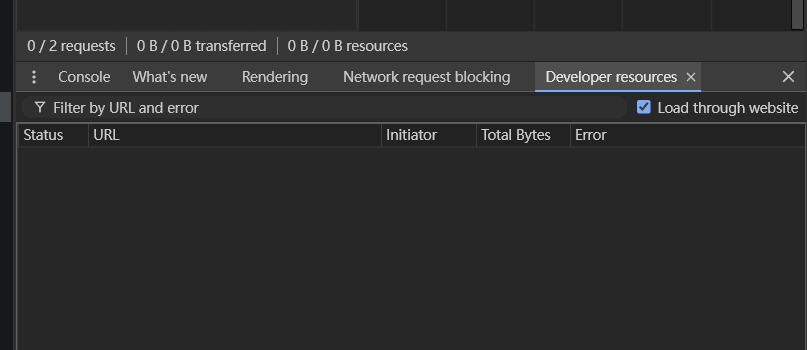 0 / 2 requests 0 B / 0 B transferred 0 B / 0 B resources
Console What's new Rendering Network request blocking Developer resources
Filter by URL and error Load through website
Status URL Initiator Total Bytes Error